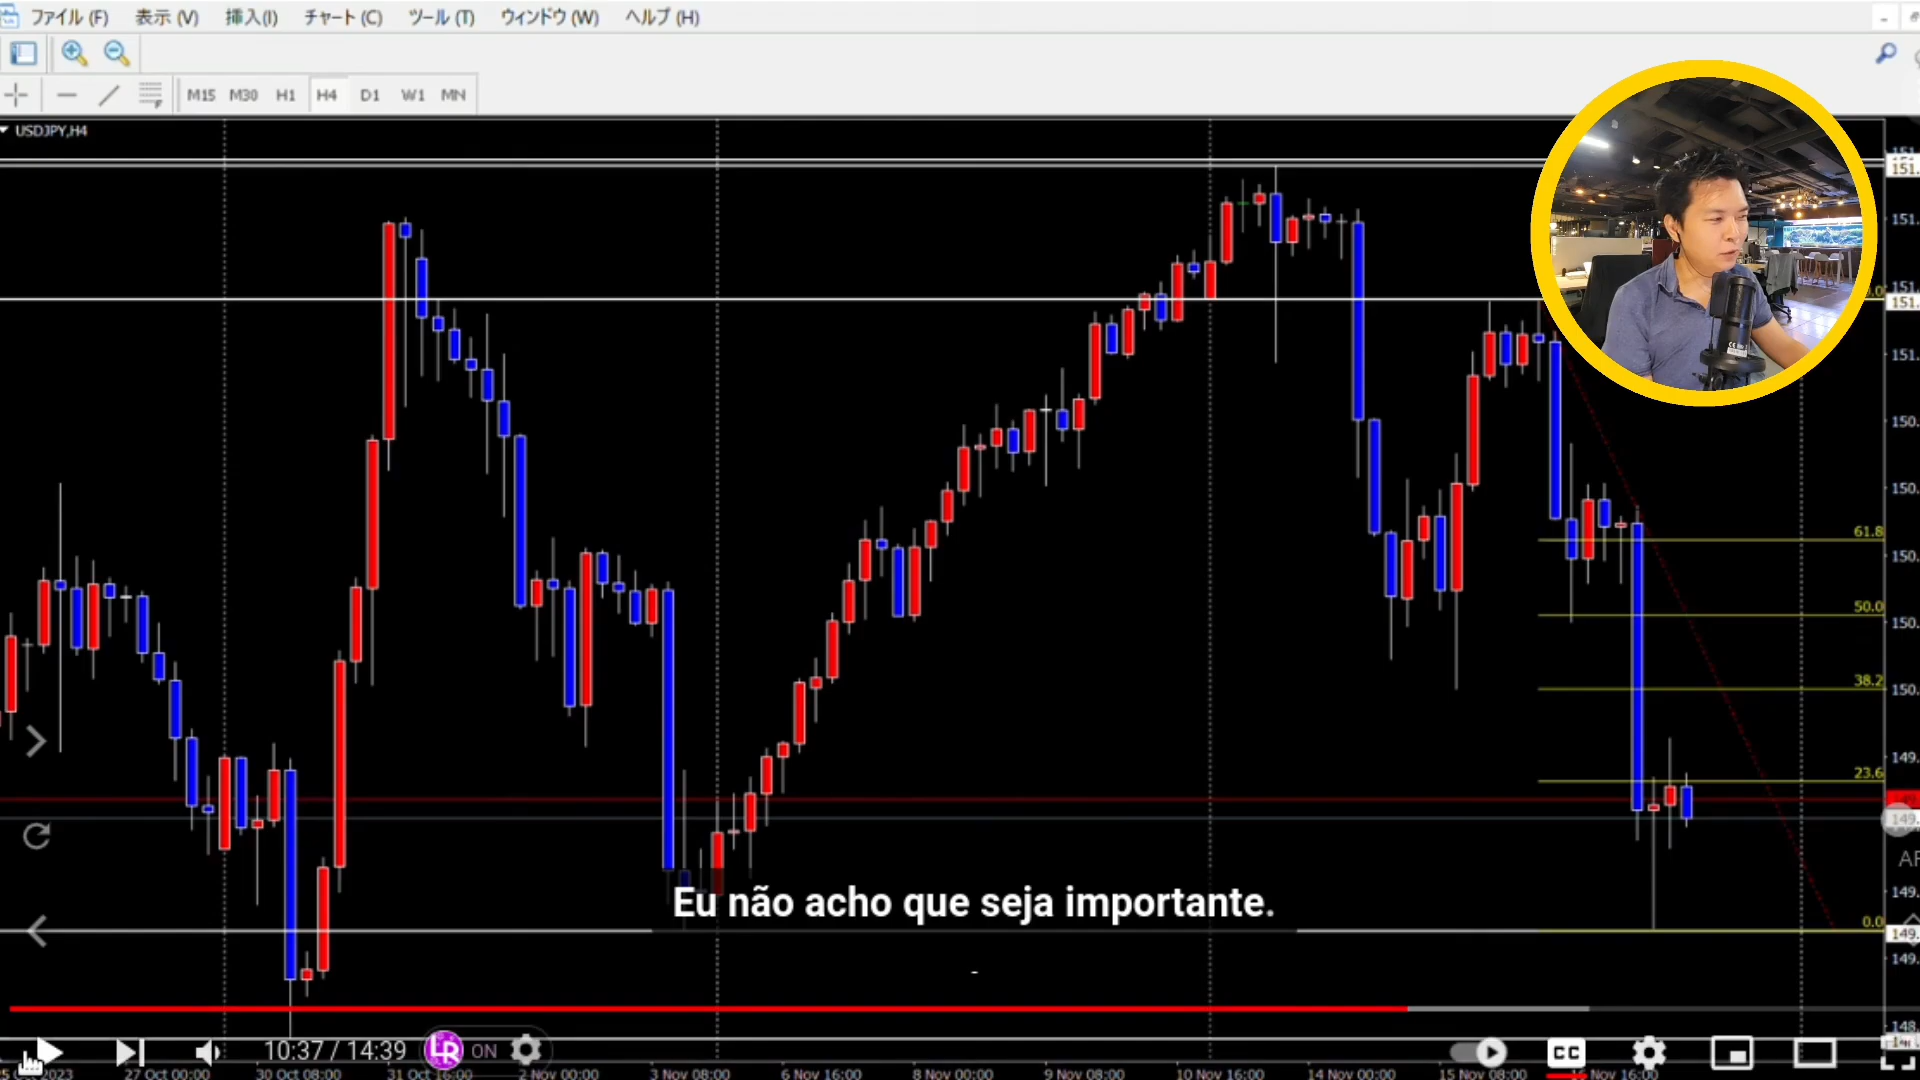 ファイル (F) 表示 (V) 挿入(I) チャート (C) ツール (T) ウィンドウ (W) ヘルプ (H)
M15 M30 H1 H4 D1 W1 MN
USDJPY,H4
61.8
50.0
38.2
23.6
0.0
Eu não acho que seja importante.
-
10:37 / 14:39 LR ON
CC
27 Oct 00:00 30 Oct 08:00 31 Oct 16:00 2 Nov 00:00 3 Nov 08:00 6 Nov 16:00 8 Nov 00:00 9 Nov 08:00 10 Nov 16:00 14 Nov 00:00 15 Nov 08:00 Nov 16:00